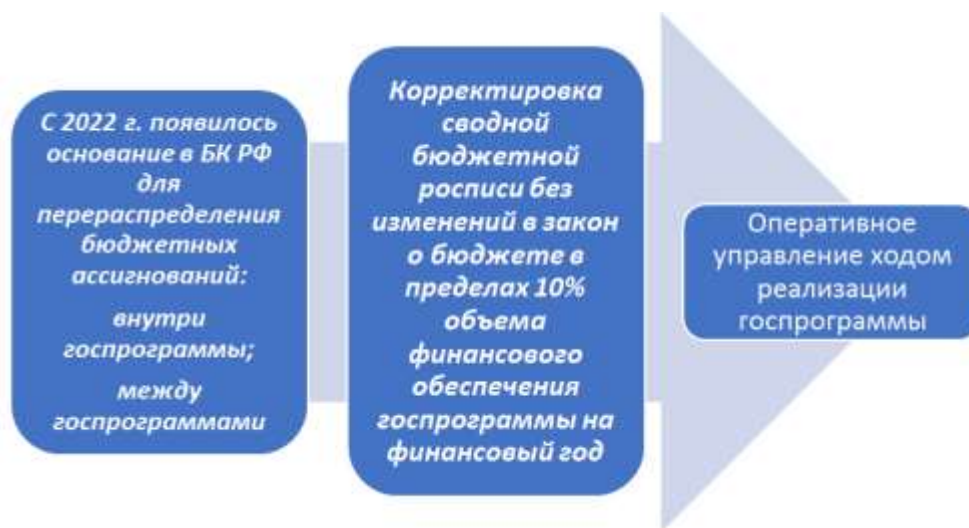 С 2022 г. появилось
основание в БК РФ
для
перераспределения
бюджетных
ассигнований:
внутри
госпрограммы;
между
госпрограммами
Корректировка
сводной
бюджетной
росписи без
изменений в закон
о бюджете в
пределах 10%
объема
финансового
обеспечения
госпрограммы на
финансовый год
Оперативное
управление ходом
реализации
госпрограммы